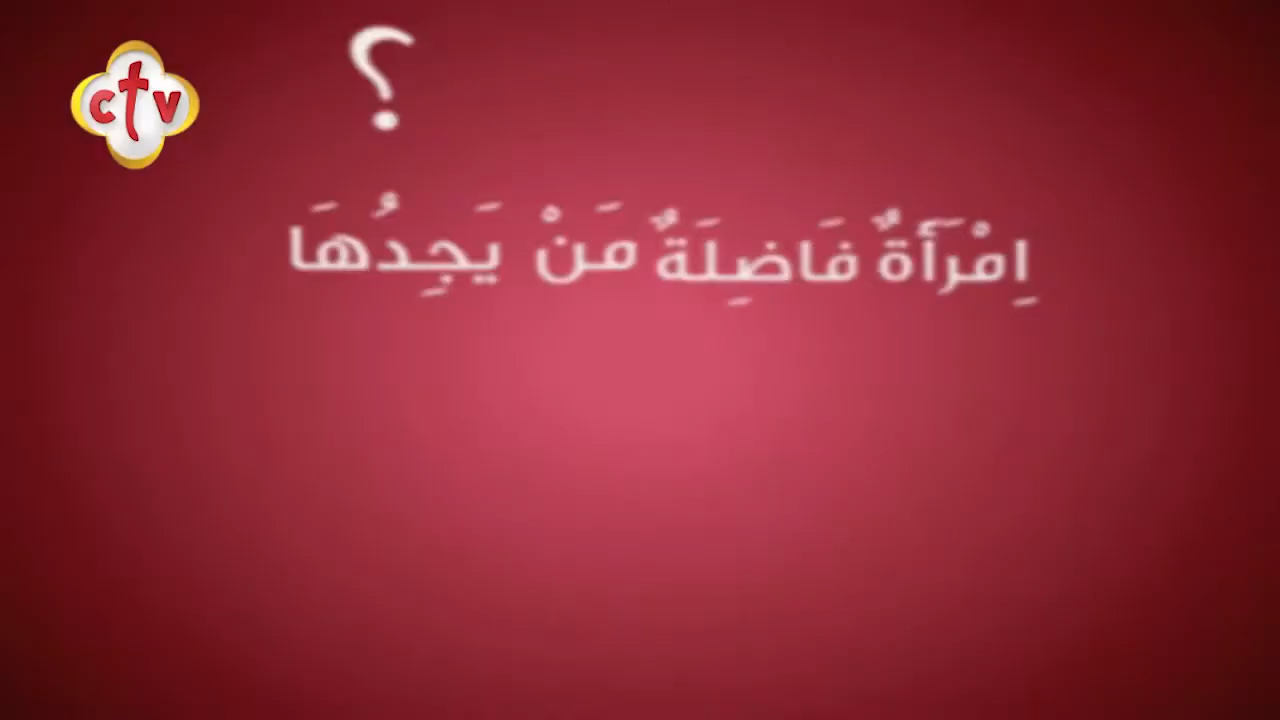 ctv
؟
اِمْرَأَةٌ فَاضِلَةٌ مَنْ يَجِدُهَا